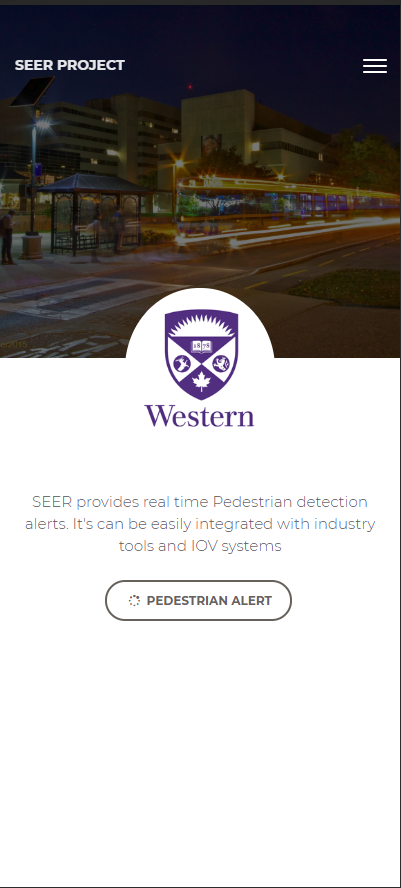 SEER PROJECT
1878
Western
SEER provides real time Pedestrian detection
alerts. It's can be easily integrated with industry
tools and IOV systems
PEDESTRIAN ALERT